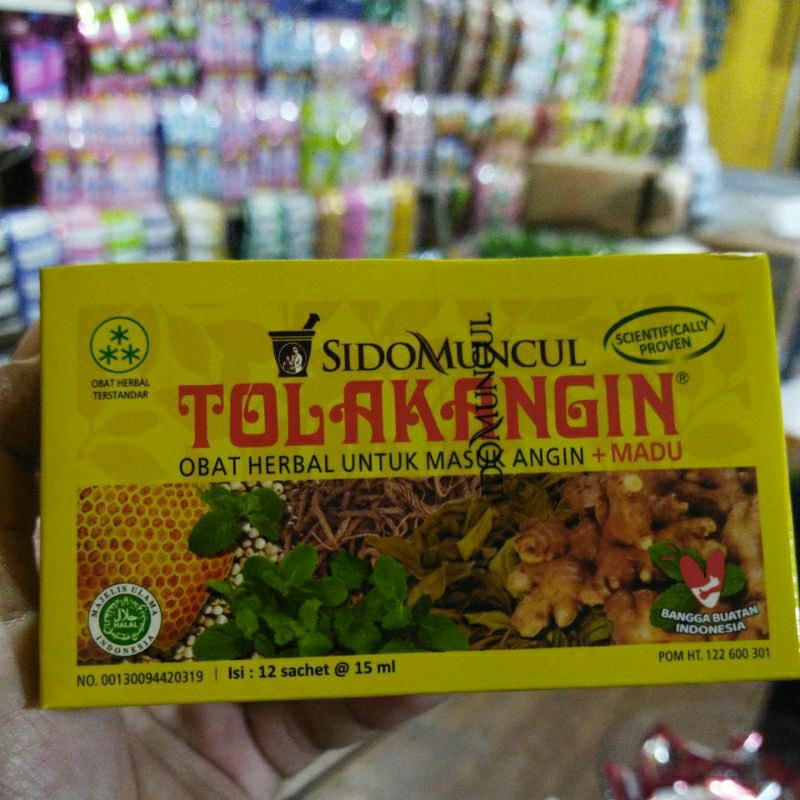 OBAT HERBAL
TERSTANDAR
SIDOMUNCUL
SCIENTIFICALLY
PROVEN
TOLAKANGIN®
SIDOMUNCUL
OBAT HERBAL UNTUK MASUK ANGIN + MADU
MAJELIS ULAMA
HALAL
INDONESIA
BANGGA BUATAN
INDONESIA
NO. 00130094420319 | Isi : 12 sachet @ 15 ml
POM HT. 122 600 301